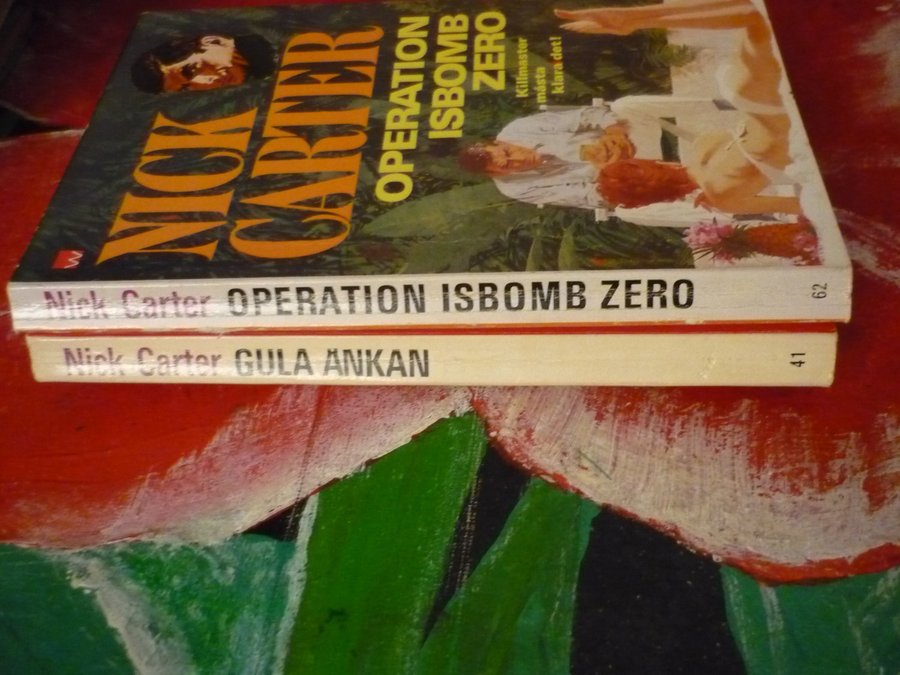 NICK
CARTER
OPERATION
ISBOMB
ZERO
Killmaster
måste
klara det!
W
Nick Carter OPERATION ISBOMB ZERO 62
Nick Carter GULA ÄNKAN 41